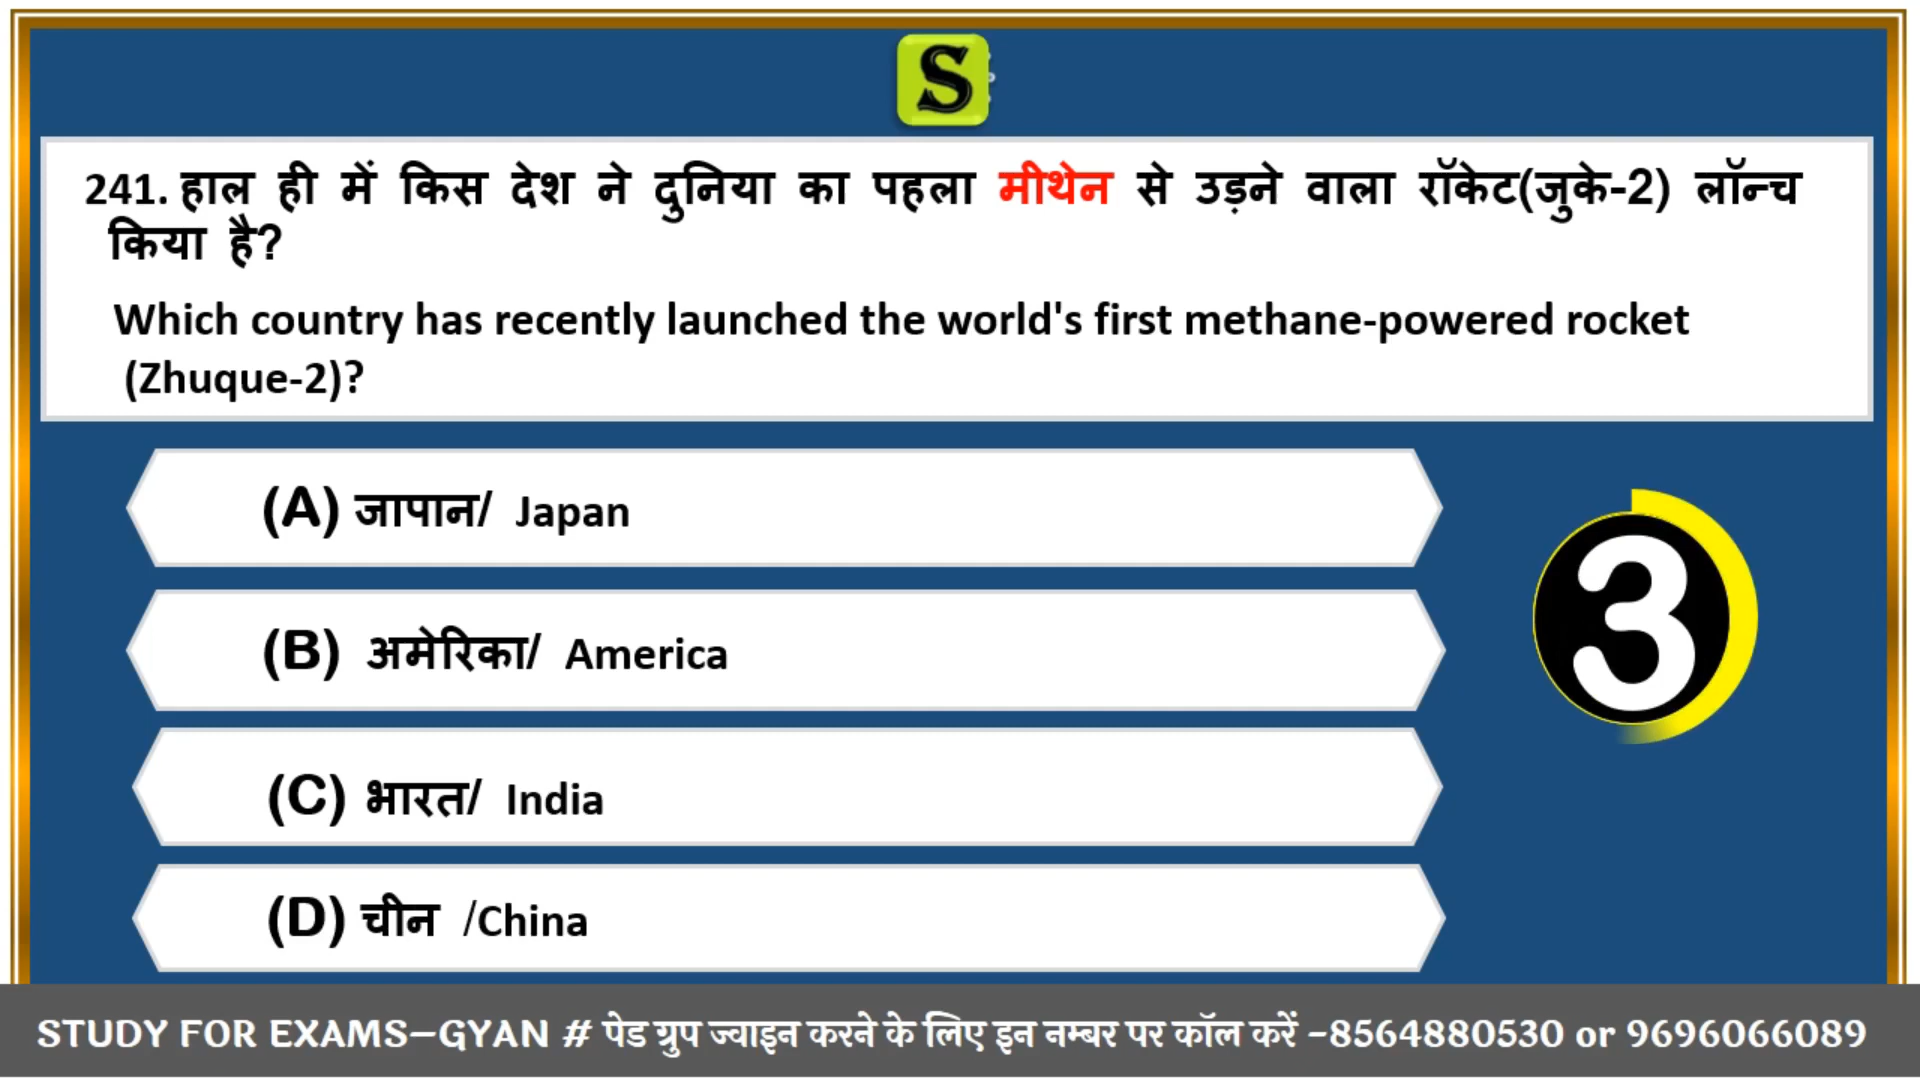 S
241. हाल ही में किस देश ने दुनिया का पहला मीथेन से उड़ने वाला रॉकेट(जुके-2) लॉन्च
किया है?
Which country has recently launched the world's first methane-powered rocket
(Zhuque-2)?
(A) जापान/ Japan
(B) अमेरिका/ America
(C) भारत/ India
(D) चीन /China
3
STUDY FOR EXAMS–GYAN # पेड ग्रुप ज्वाइन करने के लिए इन नम्बर पर कॉल करें –8564880530 or 9696066089